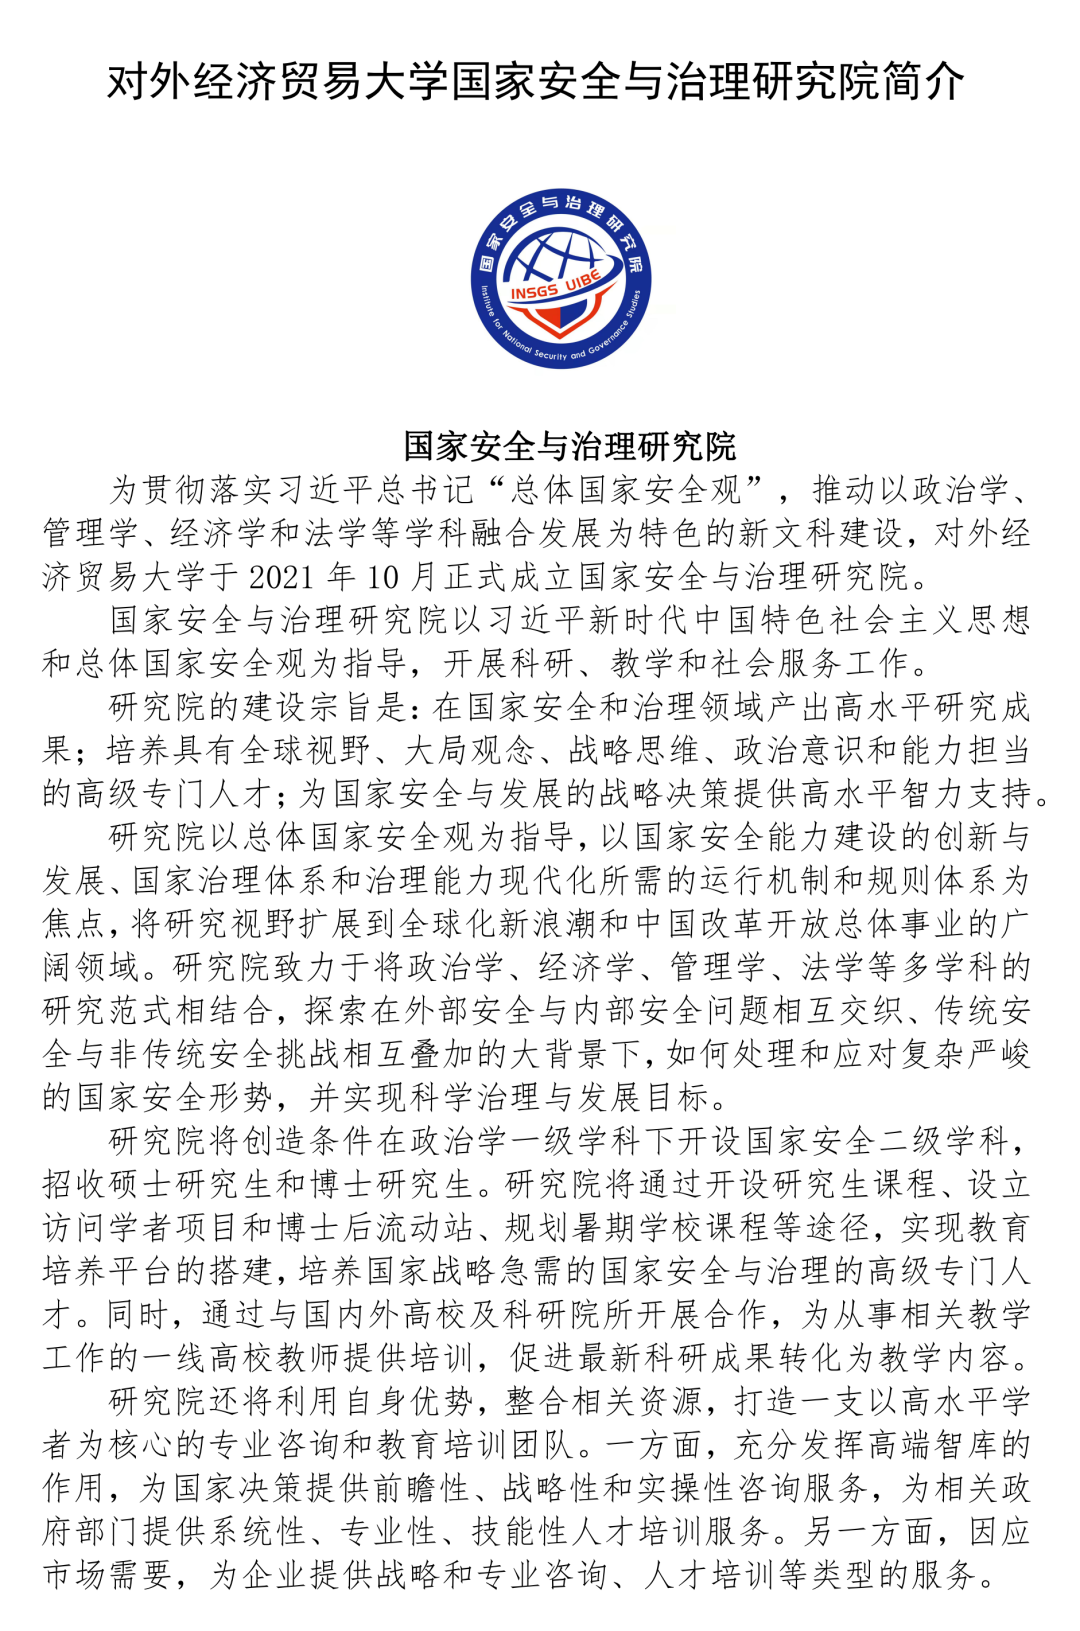 对外经济贸易大学国家安全与治理研究院简介
国家安全与治理研究院
INSGS UIBE
Institute for National Security and Governance Studies
国家安全与治理研究院
为贯彻落实习近平总书记“总体国家安全观”，推动以政治学、
管理学、经济学和法学等学科融合发展为特色的新文科建设，对外经
济贸易大学于 2021 年 10 月正式成立国家安全与治理研究院。
国家安全与治理研究院以习近平新时代中国特色社会主义思想
和总体国家安全观为指导，开展科研、教学和社会服务工作。
研究院的建设宗旨是：在国家安全和治理领域产出高水平研究成
果；培养具有全球视野、大局观念、战略思维、政治意识和能力担当
的高级专门人才；为国家安全与发展的战略决策提供高水平智力支持。
研究院以总体国家安全观为指导，以国家安全能力建设的创新与
发展、国家治理体系和治理能力现代化所需的运行机制和规则体系为
焦点，将研究视野扩展到全球化新浪潮和中国改革开放总体事业的广
阔领域。研究院致力于将政治学、经济学、管理学、法学等多学科的
研究范式相结合，探索在外部安全与内部安全问题相互交织、传统安
全与非传统安全挑战相互叠加的大背景下，如何处理和应对复杂严峻
的国家安全形势，并实现科学治理与发展目标。
研究院将创造条件在政治学一级学科下开设国家安全二级学科，
招收硕士研究生和博士研究生。研究院将通过开设研究生课程、设立
访问学者项目和博士后流动站、规划暑期学校课程等途径，实现教育
培养平台的搭建，培养国家战略急需的国家安全与治理的高级专门人
才。同时，通过与国内外高校及科研院所开展合作，为从事相关教学
工作的一线高校教师提供培训，促进最新科研成果转化为教学内容。
研究院还将利用自身优势，整合相关资源，打造一支以高水平学
者为核心的专业咨询和教育培训团队。一方面，充分发挥高端智库的
作用，为国家决策提供前瞻性、战略性和实操性咨询服务，为相关政
府部门提供系统性、专业性、技能性人才培训服务。另一方面，因应
市场需要，为企业提供战略和专业咨询、人才培训等类型的服务。